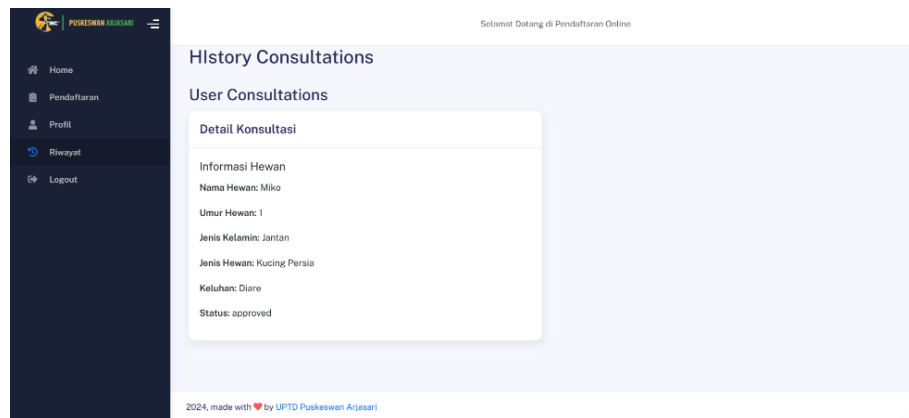 PUSKESWAN ARJASARI
Selamat Datang di Pendaftaran Online
Home
Pendaftaran
Profil
Riwayat
Logout
HIstory Consultations
User Consultations
Detail Konsultasi
Informasi Hewan
Nama Hewan: Miko
Umur Hewan: 1
Jenis Kelamin: Jantan
Jenis Hewan: Kucing Persia
Keluhan: Diare
Status: approved
2024, made with ❤ by UPTD Puskeswan Arjasari